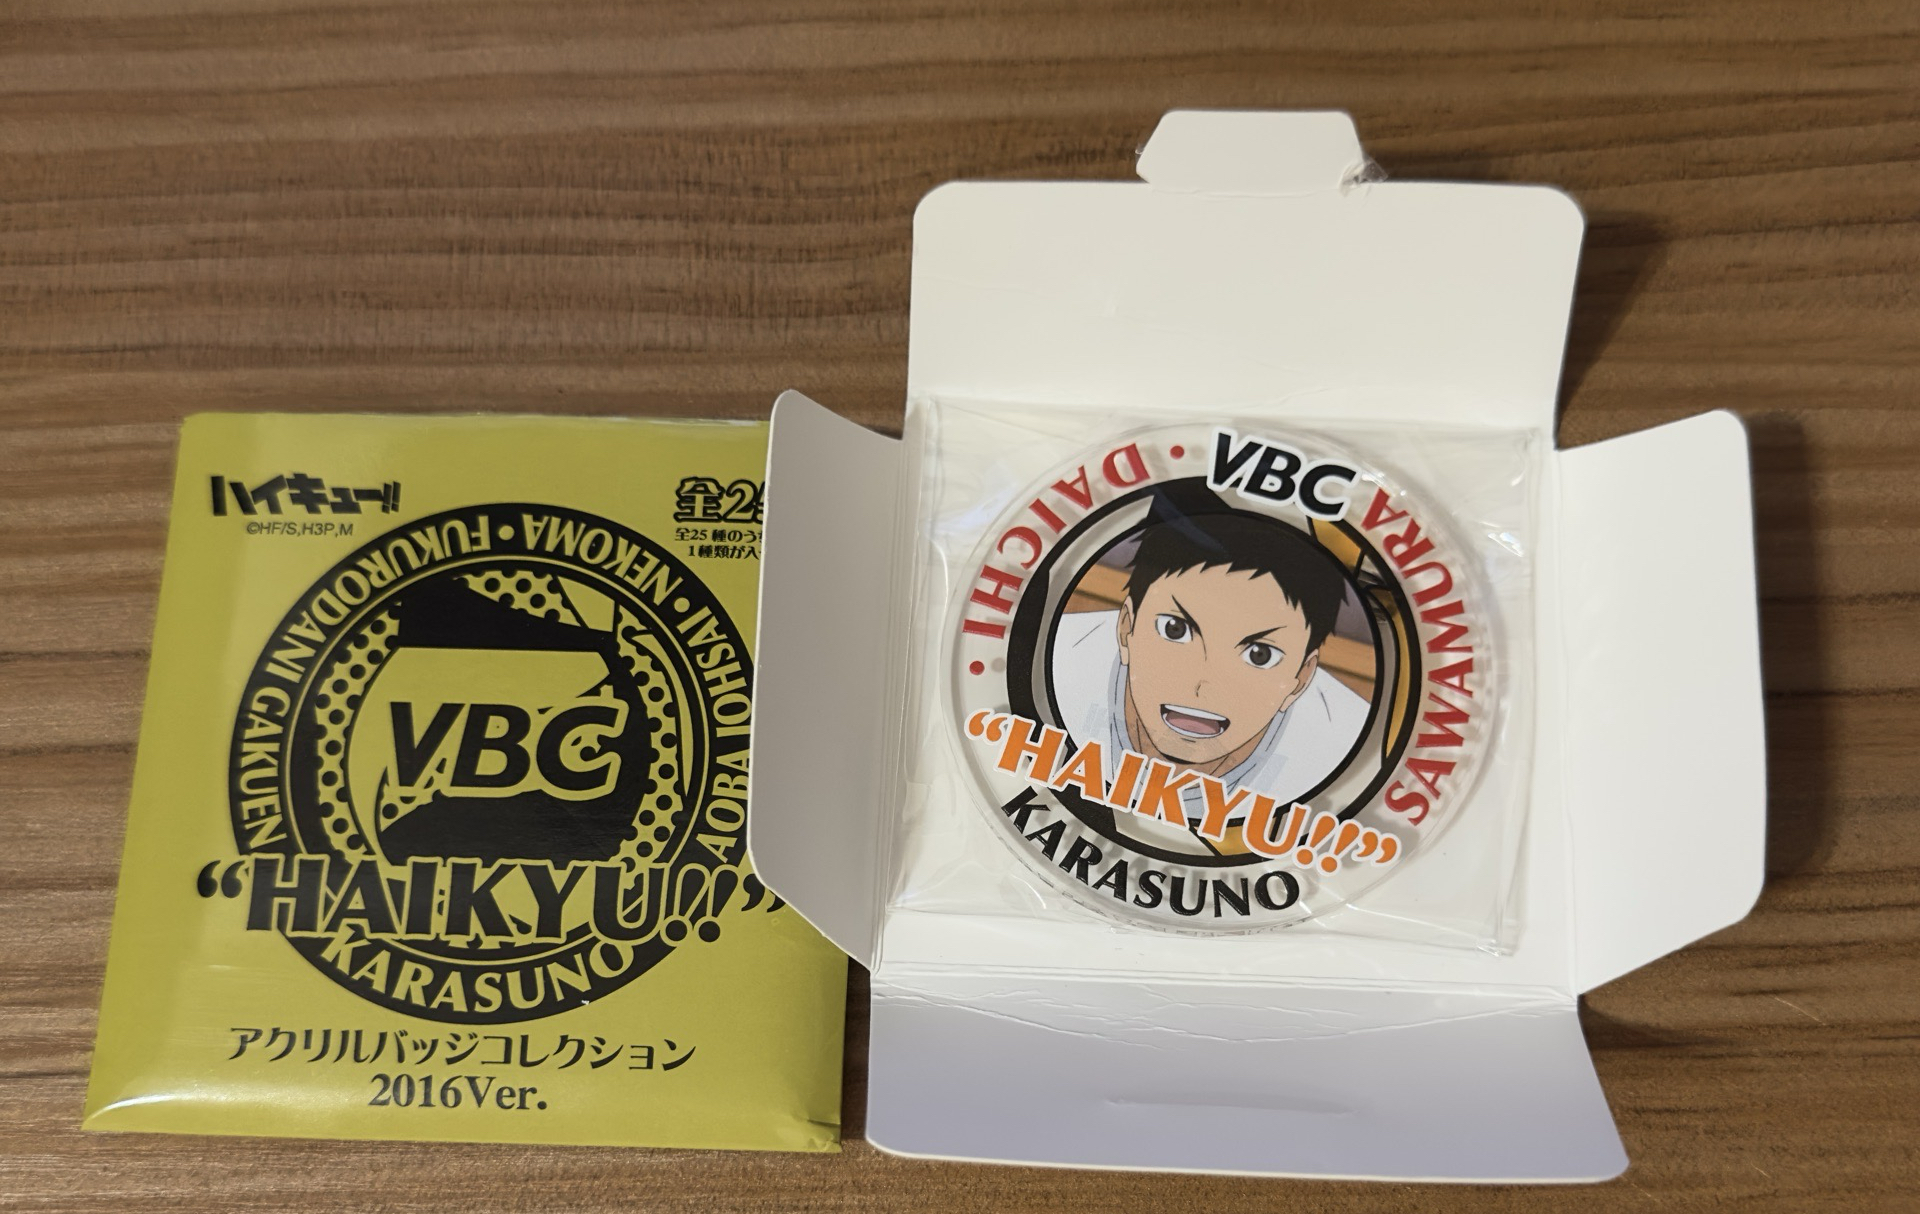 ハイキュー!!
©HF/S,H3P,M
全25
全25種のうち
1種類が入
FUKURODANI GAKUEN • FUKURODANI • NEKOMA • AOBA JOHSAI
VBC
“HAIKYU!!”
KARASUNO
アクリルバッジコレクション
2016Ver.
• DAICHI • VBC SAWAMURA
“HAIKYU!!”
KARASUNO